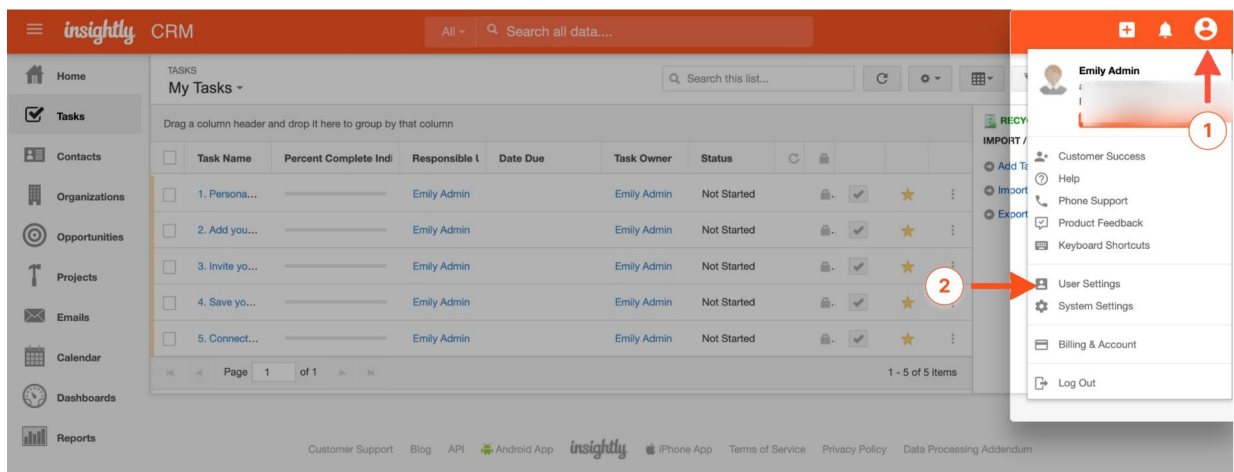 insightly CRM
All
Search all data....
Home
Tasks
Contacts
Organizations
Opportunities
Projects
Emails
Calendar
Dashboards
Reports
TASKS
My Tasks
Search this list...
Drag a column header and drop it here to group by that column
Task Name Percent Complete Indi Responsible U Date Due Task Owner Status
1. Persona... Emily Admin Emily Admin Not Started
2. Add you... Emily Admin Emily Admin Not Started
3. Invite yo... Emily Admin Emily Admin Not Started
4. Save yo... Emily Admin Emily Admin Not Started
5. Connect... Emily Admin Emily Admin Not Started
Page 1 of 1
1 - 5 of 5 items
RECY
IMPORT /
Add Ta
Import
Export
Emily Admin
1
Customer Success
Help
Phone Support
Product Feedback
Keyboard Shortcuts
2
User Settings
System Settings
Billing & Account
Log Out
Customer Support Blog API Android App insightly iPhone App Terms of Service Privacy Policy Data Processing Addendum